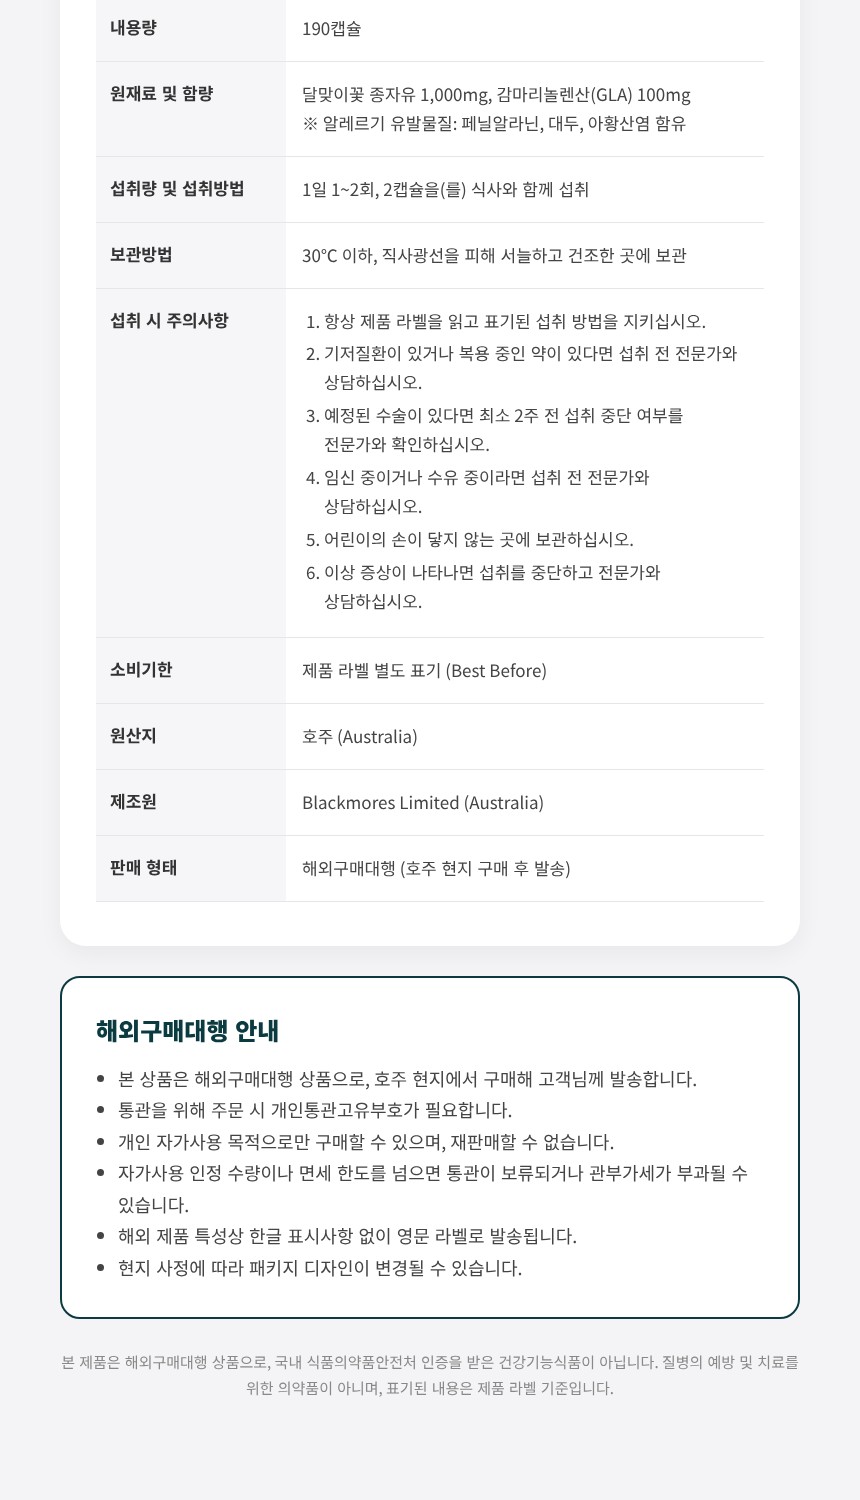 내용량
190캡슐
원재료 및 함량
달맞이꽃 종자유 1,000mg, 감마리놀렌산(GLA) 100mg
※ 알레르기 유발물질: 페닐알라닌, 대두, 아황산염 함유
섭취량 및 섭취방법
1일 1~2회, 2캡슐을(를) 식사와 함께 섭취
보관방법
30°C 이하, 직사광선을 피해 서늘하고 건조한 곳에 보관
섭취 시 주의사항
1. 항상 제품 라벨을 읽고 표기된 섭취 방법을 지키십시오.
2. 기저질환이 있거나 복용 중인 약이 있다면 섭취 전 전문가와
상담하십시오.
3. 예정된 수술이 있다면 최소 2주 전 섭취 중단 여부를
전문가와 확인하십시오.
4. 임신 중이거나 수유 중이라면 섭취 전 전문가와
상담하십시오.
5. 어린이의 손이 닿지 않는 곳에 보관하십시오.
6. 이상 증상이 나타나면 섭취를 중단하고 전문가와
상담하십시오.
소비기한
제품 라벨 별도 표기 (Best Before)
원산지
호주 (Australia)
제조원
Blackmores Limited (Australia)
판매 형태
해외구매대행 (호주 현지 구매 후 발송)
해외구매대행 안내
• 본 상품은 해외구매대행 상품으로, 호주 현지에서 구매해 고객님께 발송합니다.
• 통관을 위해 주문 시 개인통관고유부호가 필요합니다.
• 개인 자가사용 목적으로만 구매할 수 있으며, 재판매할 수 없습니다.
• 자가사용 인정 수량이나 면세 한도를 넘으면 통관이 보류되거나 관부가세가 부과될 수
있습니다.
• 해외 제품 특성상 한글 표시사항 없이 영문 라벨로 발송됩니다.
• 현지 사정에 따라 패키지 디자인이 변경될 수 있습니다.
본 제품은 해외구매대행 상품으로, 국내 식품의약품안전처 인증을 받은 건강기능식품이 아닙니다. 질병의 예방 및 치료를
위한 의약품이 아니며, 표기된 내용은 제품 라벨 기준입니다.